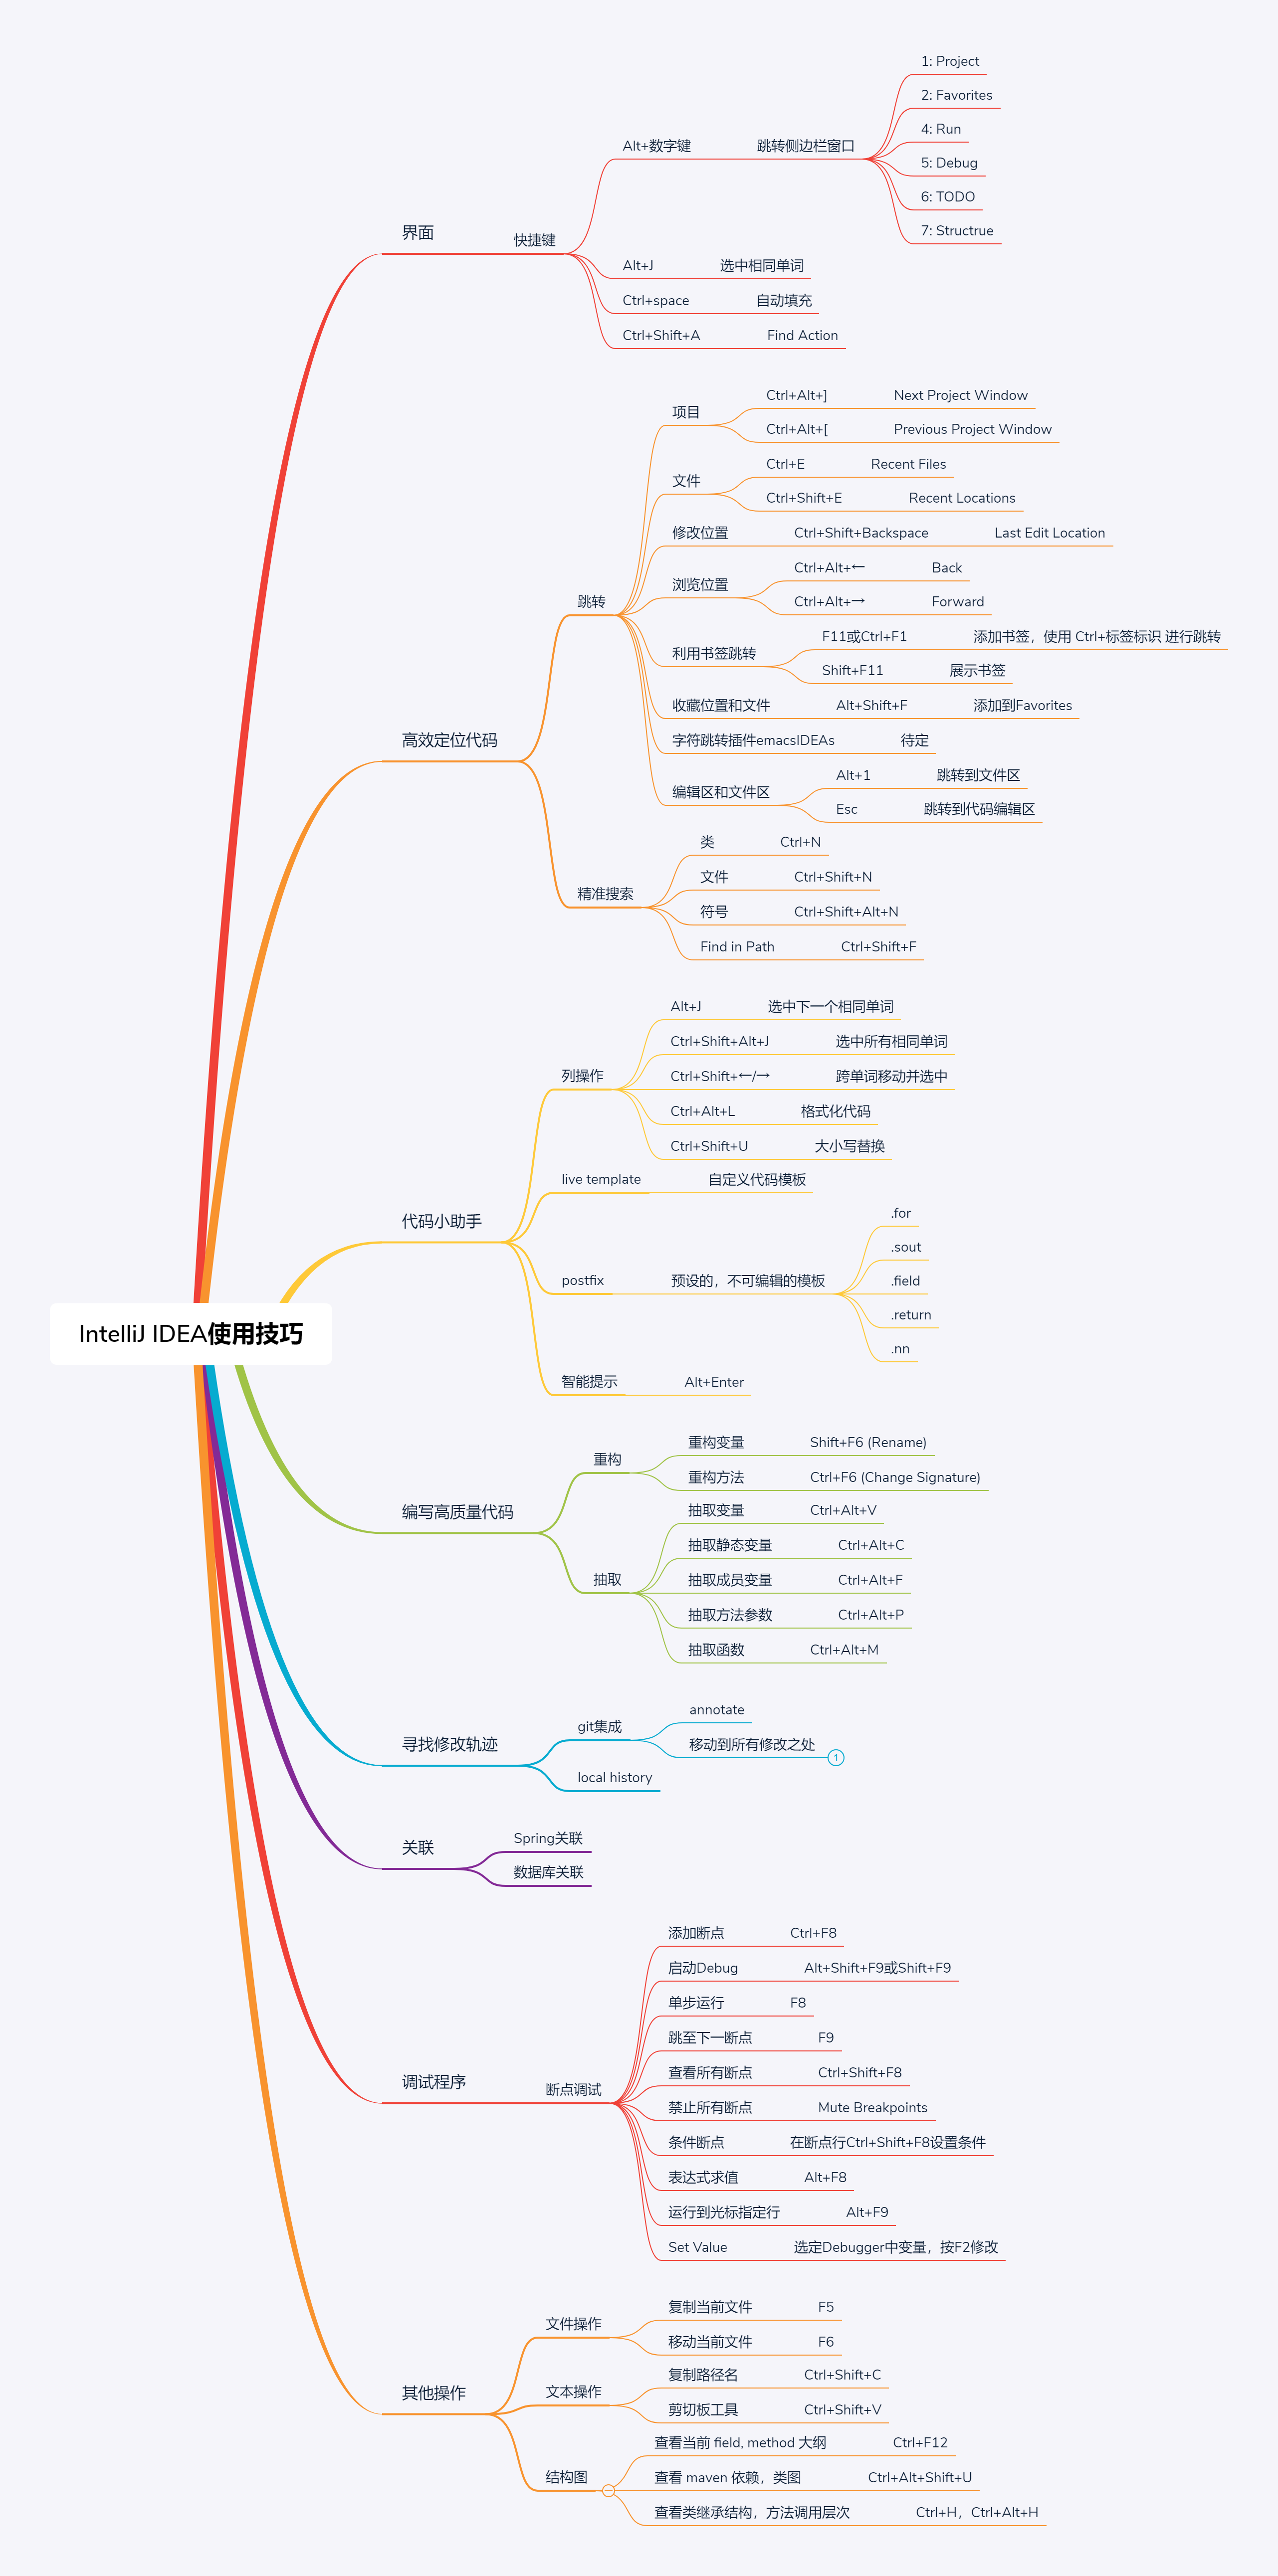 IntelliJ IDEA使用技巧
界面
快捷键
Alt+数字键
跳转侧边栏窗口
1: Project
2: Favorites
4: Run
5: Debug
6: TODO
7: Structrue
Alt+J
选中相同单词
Ctrl+space
自动填充
Ctrl+Shift+A
Find Action
高效定位代码
跳转
项目
Ctrl+Alt+]
Next Project Window
Ctrl+Alt+[
Previous Project Window
文件
Ctrl+E
Recent Files
Ctrl+Shift+E
Recent Locations
修改位置
Ctrl+Shift+Backspace
Last Edit Location
浏览位置
Ctrl+Alt+←
Back
Ctrl+Alt+→
Forward
利用书签跳转
F11或Ctrl+F1
添加书签，使用 Ctrl+标签标识 进行跳转
Shift+F11
展示书签
收藏位置和文件
Alt+Shift+F
添加到Favorites
字符跳转插件emacsIDEAs
待定
编辑区和文件区
Alt+1
跳转到文件区
Esc
跳转到代码编辑区
精准搜索
类
Ctrl+N
文件
Ctrl+Shift+N
符号
Ctrl+Shift+Alt+N
Find in Path
Ctrl+Shift+F
代码小助手
列操作
Alt+J
选中下一个相同单词
Ctrl+Shift+Alt+J
选中所有相同单词
Ctrl+Shift+←/→
跨单词移动并选中
Ctrl+Alt+L
格式化代码
Ctrl+Shift+U
大小写替换
live template
自定义代码模板
postfix
预设的，不可编辑的模板
.for
.sout
.field
.return
.nn
智能提示
Alt+Enter
编写高质量代码
重构
重构变量
Shift+F6 (Rename)
重构方法
Ctrl+F6 (Change Signature)
抽取
抽取变量
Ctrl+Alt+V
抽取静态变量
Ctrl+Alt+C
抽取成员变量
Ctrl+Alt+F
抽取方法参数
Ctrl+Alt+P
抽取函数
Ctrl+Alt+M
寻找修改轨迹
git集成
annotate
移动到所有修改之处
1
local history
关联
Spring关联
数据库关联
调试程序
断点调试
添加断点
Ctrl+F8
启动Debug
Alt+Shift+F9或Shift+F9
单步运行
F8
跳至下一断点
F9
查看所有断点
Ctrl+Shift+F8
禁止所有断点
Mute Breakpoints
条件断点
在断点行Ctrl+Shift+F8设置条件
表达式求值
Alt+F8
运行到光标指定行
Alt+F9
Set Value
选定Debugger中变量，按F2修改
其他操作
文件操作
复制当前文件
F5
移动当前文件
F6
文本操作
复制路径名
Ctrl+Shift+C
剪切板工具
Ctrl+Shift+V
结构图
查看当前 field, method 大纲
Ctrl+F12
查看 maven 依赖，类图
Ctrl+Alt+Shift+U
查看类继承结构，方法调用层次
Ctrl+H，Ctrl+Alt+H